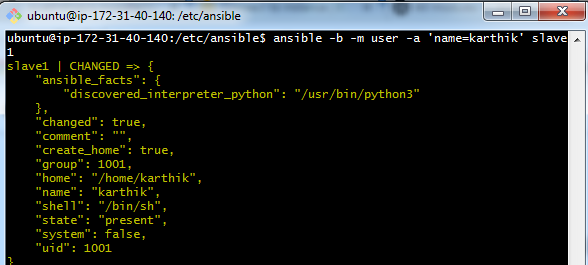 ubuntu@ip-172-31-40-140: /etc/ansible
ubuntu@ip-172-31-40-140:/etc/ansible$ ansible -b -m user -a 'name=karthik' slave
1
slave1 | CHANGED => {
    "ansible_facts": {
        "discovered_interpreter_python": "/usr/bin/python3"
    },
    "changed": true,
    "comment": "",
    "create_home": true,
    "group": 1001,
    "home": "/home/karthik",
    "name": "karthik",
    "shell": "/bin/sh",
    "state": "present",
    "system": false,
    "uid": 1001
}